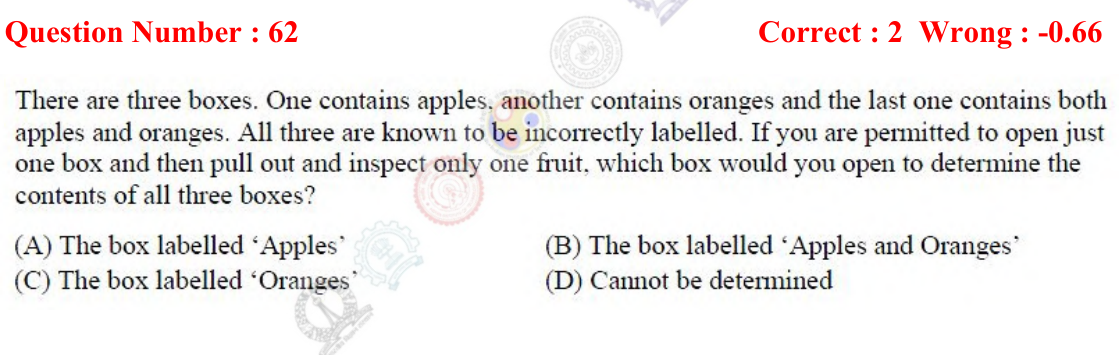 Question Number : 62 Correct : 2 Wrong : -0.66
There are three boxes. One contains apples, another contains oranges and the last one contains both
apples and oranges. All three are known to be incorrectly labelled. If you are permitted to open just
one box and then pull out and inspect only one fruit, which box would you open to determine the
contents of all three boxes?
(A) The box labelled ‘Apples’ (B) The box labelled ‘Apples and Oranges’
(C) The box labelled ‘Oranges’ (D) Cannot be determined